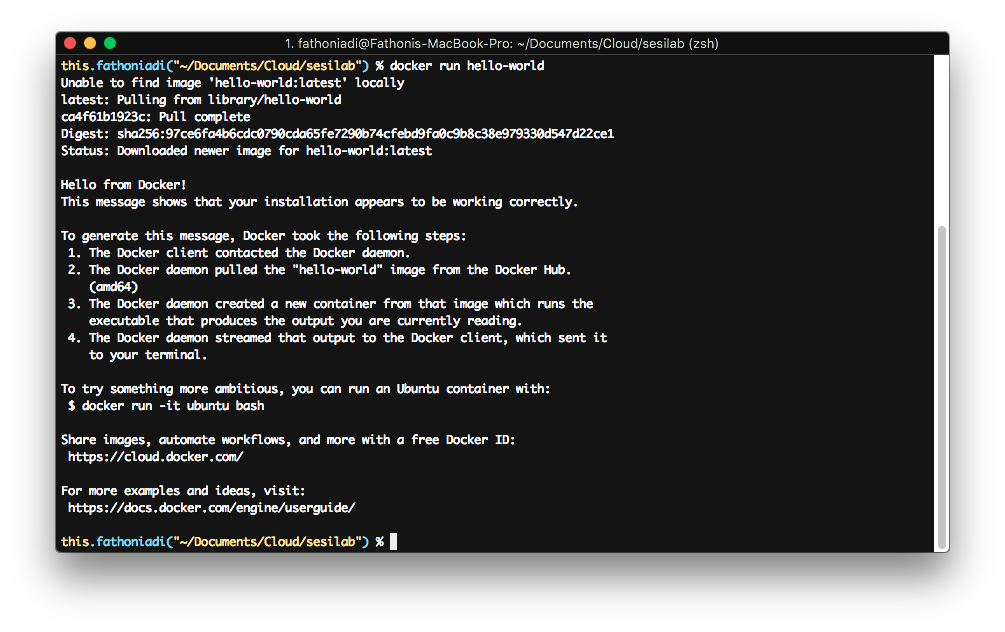 1. fathoniadi@Fathonis-MacBook-Pro: ~/Documents/Cloud/sesilab (zsh)
this.fathoniadi("~/Documents/Cloud/sesilab") % docker run hello-world
Unable to find image 'hello-world:latest' locally
latest: Pulling from library/hello-world
ca4f61b1923c: Pull complete
Digest: sha256:97ce6fa4b6cdc0790cda65fe7290b74cfebd9fa0c9b8c38e979330d547d22ce1
Status: Downloaded newer image for hello-world:latest
Hello from Docker!
This message shows that your installation appears to be working correctly.
To generate this message, Docker took the following steps:
1. The Docker client contacted the Docker daemon.
2. The Docker daemon pulled the "hello-world" image from the Docker Hub.
(amd64)
3. The Docker daemon created a new container from that image which runs the
executable that produces the output you are currently reading.
4. The Docker daemon streamed that output to the Docker client, which sent it
to your terminal.
To try something more ambitious, you can run an Ubuntu container with:
$ docker run -it ubuntu bash
Share images, automate workflows, and more with a free Docker ID:
https://cloud.docker.com/
For more examples and ideas, visit:
https://docs.docker.com/engine/userguide/
this.fathoniadi("~/Documents/Cloud/sesilab") %